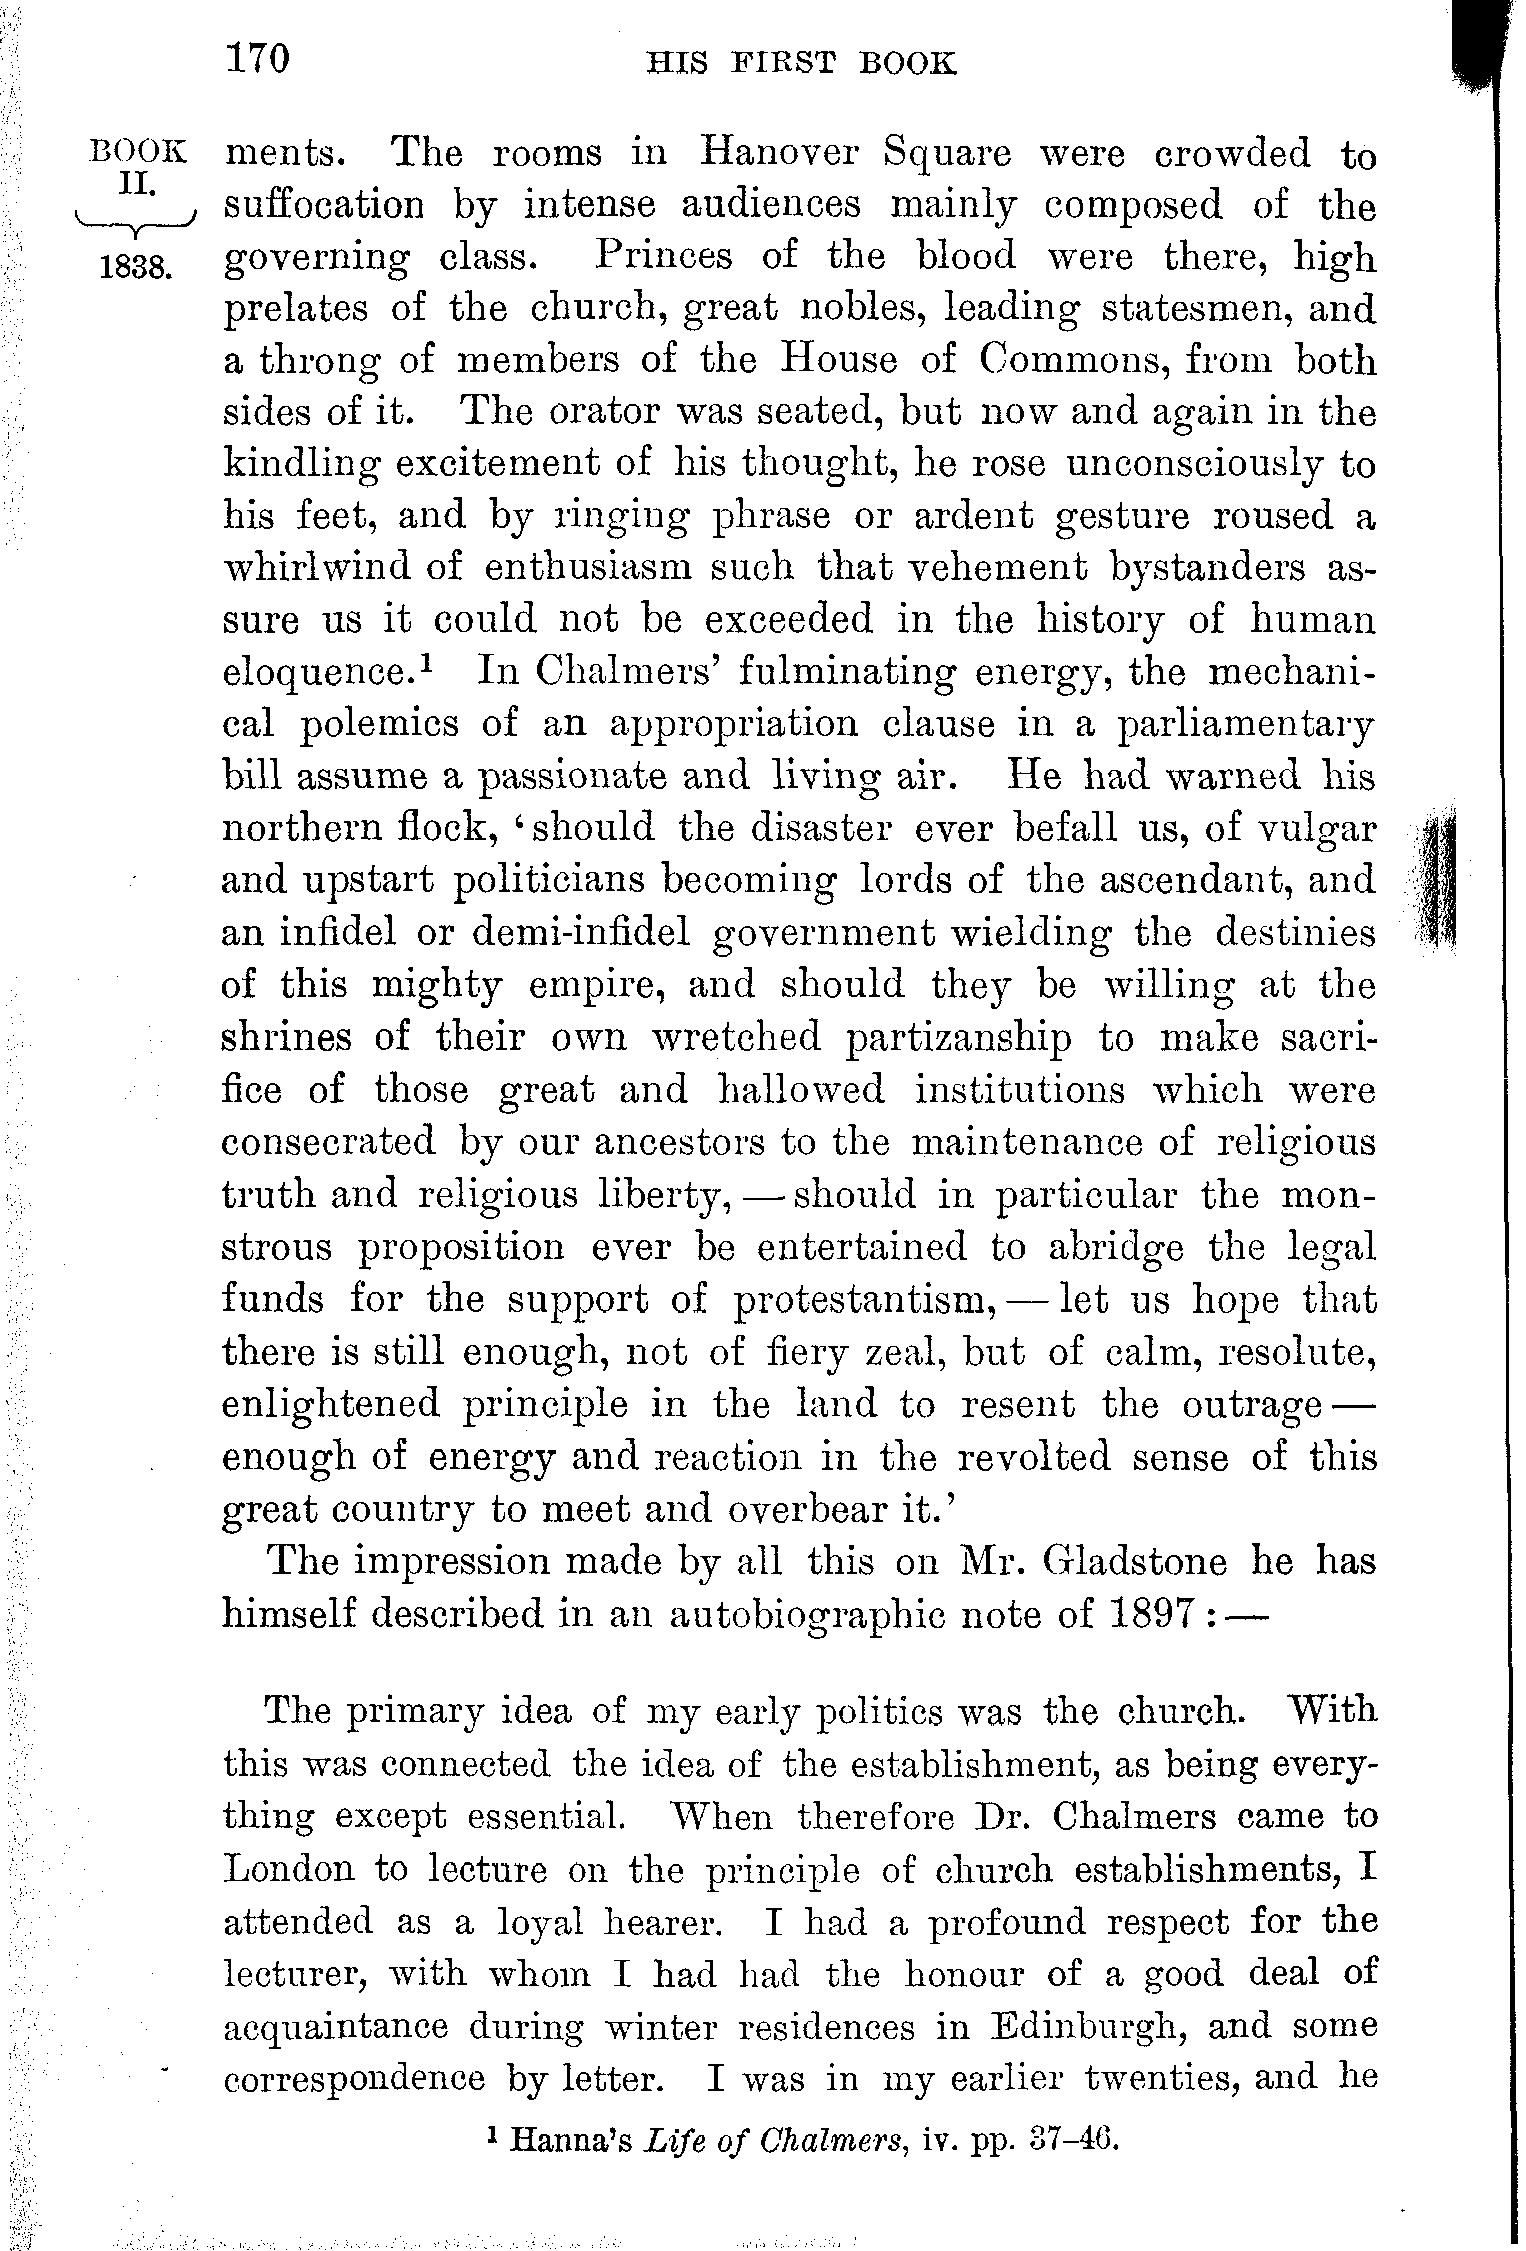 170
HIS FIRST BOOK
BOOK
II.
1838.
ments. The rooms in Hanover Square were crowded to
suffocation by intense audiences mainly composed of the
governing class. Princes of the blood were there, high
prelates of the church, great nobles, leading statesmen, and
a throng of members of the House of Commons, from both
sides of it. The orator was seated, but now and again in the
kindling excitement of his thought, he rose unconsciously to
his feet, and by ringing phrase or ardent gesture roused a
whirlwind of enthusiasm such that vehement bystanders as-
sure us it could not be exceeded in the history of human
eloquence.¹ In Chalmers’ fulminating energy, the mechani-
cal polemics of an appropriation clause in a parliamentary
bill assume a passionate and living air. He had warned his
northern flock, ‘should the disaster ever befall us, of vulgar
and upstart politicians becoming lords of the ascendant, and
an infidel or demi-infidel government wielding the destinies
of this mighty empire, and should they be willing at the
shrines of their own wretched partizanship to make sacri-
fice of those great and hallowed institutions which were
consecrated by our ancestors to the maintenance of religious
truth and religious liberty, — should in particular the mon-
strous proposition ever be entertained to abridge the legal
funds for the support of protestantism, — let us hope that
there is still enough, not of fiery zeal, but of calm, resolute,
enlightened principle in the land to resent the outrage —
enough of energy and reaction in the revolted sense of this
great country to meet and overbear it.’
The impression made by all this on Mr. Gladstone he has
himself described in an autobiographic note of 1897 : —
The primary idea of my early politics was the church. With
this was connected the idea of the establishment, as being every-
thing except essential. When therefore Dr. Chalmers came to
London to lecture on the principle of church establishments, I
attended as a loyal hearer. I had a profound respect for the
lecturer, with whom I had had the honour of a good deal of
acquaintance during winter residences in Edinburgh, and some
correspondence by letter. I was in my earlier twenties, and he
¹ Hanna’s Life of Chalmers, iv. pp. 37–46.